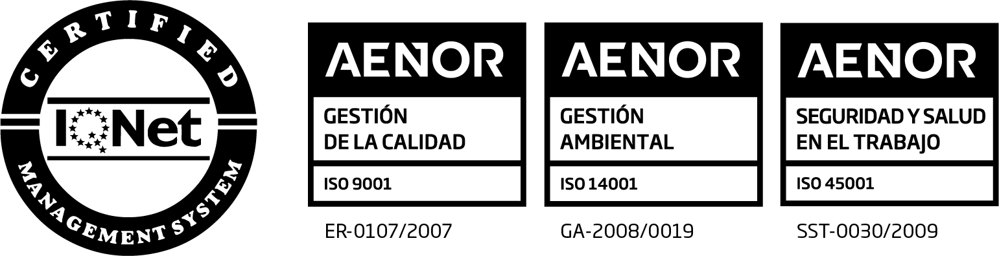 CERTIFIED
IQNet
MANAGEMENT SYSTEM
AENOR
GESTIÓN
DE LA CALIDAD
ISO 9001
ER-0107/2007
AENOR
GESTIÓN
AMBIENTAL
ISO 14001
GA-2008/0019
AENOR
SEGURIDAD Y SALUD
EN EL TRABAJO
ISO 45001
SST-0030/2009